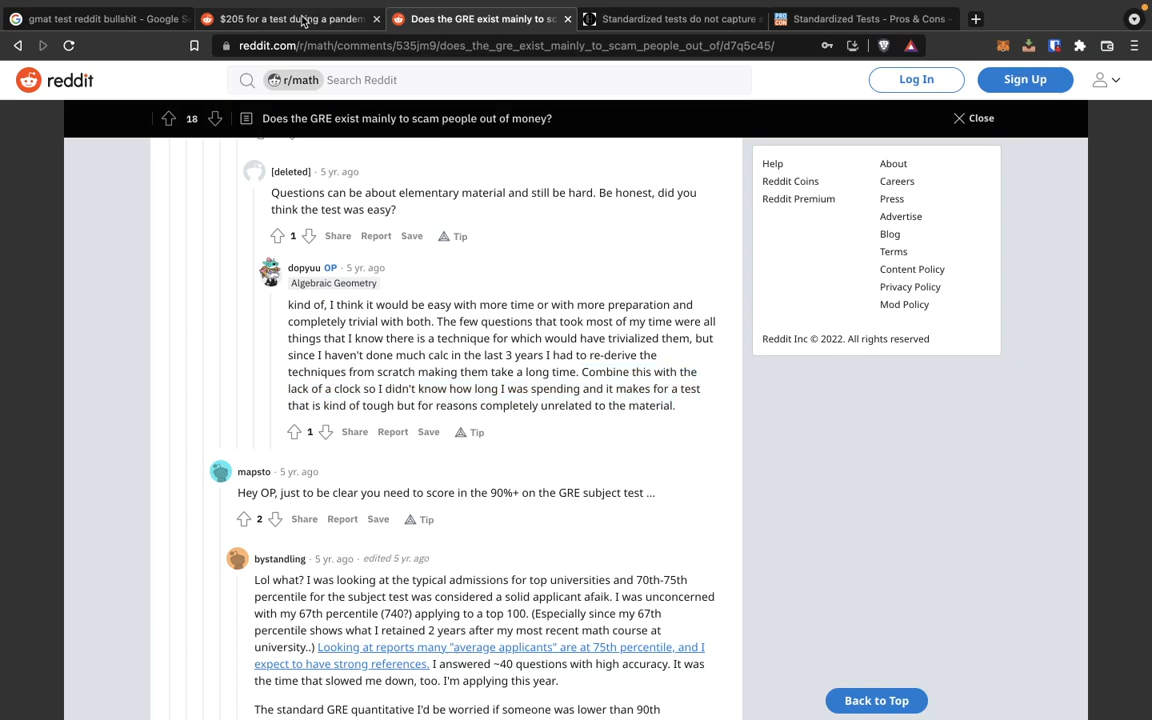 gmat test reddit bullshit - Google S
$205 for a test during a pandem
Does the GRE exist mainly to sc
Standardized tests do not capture s
Standardized Tests - Pros & Cons -
reddit.com/r/math/comments/535jm9/does_the_gre_exist_mainly_to_scam_people_out_of/d7q5c45/
reddit
r/math
Search Reddit
Log In
Sign Up
18
Does the GRE exist mainly to scam people out of money?
Close
[deleted] · 5 yr. ago
Questions can be about elementary material and still be hard. Be honest, did you
think the test was easy?
1 Share Report Save Tip
dopyuu OP · 5 yr. ago
Algebraic Geometry
kind of, I think it would be easy with more time or with more preparation and
completely trivial with both. The few questions that took most of my time were all
things that I know there is a technique for which would have trivialized them, but
since I haven't done much calc in the last 3 years I had to re-derive the
techniques from scratch making them take a long time. Combine this with the
lack of a clock so I didn't know how long I was spending and it makes for a test
that is kind of tough but for reasons completely unrelated to the material.
1 Share Report Save Tip
mapsto · 5 yr. ago
Hey OP, just to be clear you need to score in the 90%+ on the GRE subject test ...
2 Share Report Save Tip
bystandling · 5 yr. ago · edited 5 yr. ago
Lol what? I was looking at the typical admissions for top universities and 70th-75th
percentile for the subject test was considered a solid applicant afaik. I was unconcerned
with my 67th percentile (740?) applying to a top 100. (Especially since my 67th
percentile shows what I retained 2 years after my most recent math course at
university..) Looking at reports many "average applicants" are at 75th percentile, and I
expect to have strong references. I answered ~40 questions with high accuracy. It was
the time that slowed me down, too. I'm applying this year.
The standard GRE quantitative I'd be worried if someone was lower than 90th
Help
Reddit Coins
Reddit Premium
About
Careers
Press
Advertise
Blog
Terms
Content Policy
Privacy Policy
Mod Policy
Reddit Inc © 2022. All rights reserved
Back to Top